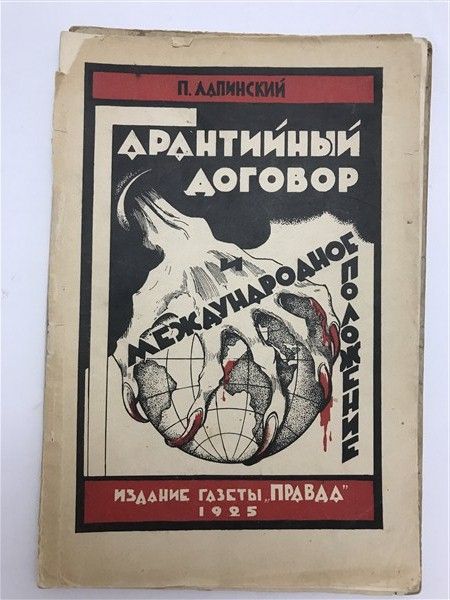 П. ЛАПИНСКИЙ
ГАРАНТИЙНЫЙ
ДОГОВОР
И
МЕЖДУНАРОДНОЕ
ПОЛОЖЕНИЕ
ИЗДАНИЕ ГАЗЕТЫ „ПРАВДА"
1925